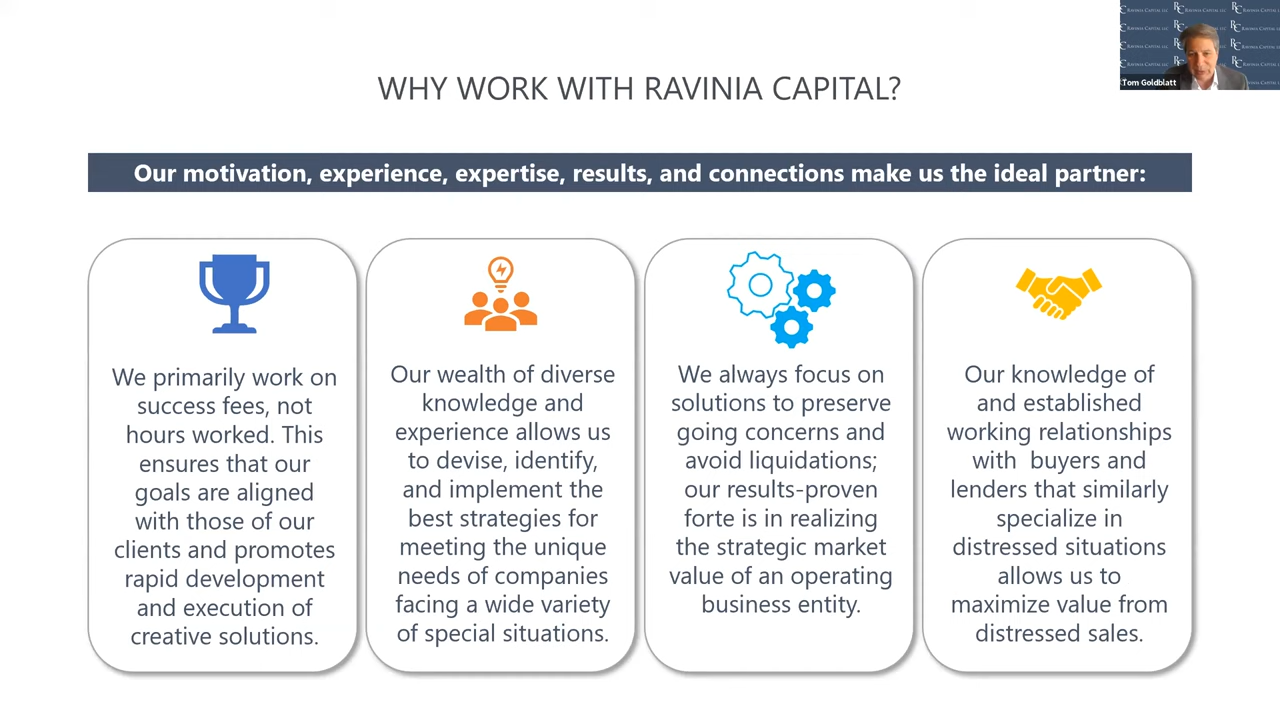 WHY WORK WITH RAVINIA CAPITAL?
Tom Goldblatt
Our motivation, experience, expertise, results, and connections make us the ideal partner:
We primarily work on
success fees, not
hours worked. This
ensures that our
goals are aligned
with those of our
clients and promotes
rapid development
and execution of
creative solutions.
Our wealth of diverse
knowledge and
experience allows us
to devise, identify,
and implement the
best strategies for
meeting the unique
needs of companies
facing a wide variety
of special situations.
We always focus on
solutions to preserve
going concerns and
avoid liquidations;
our results-proven
forte is in realizing
the strategic market
value of an operating
business entity.
Our knowledge of
and established
working relationships
with  buyers and
lenders that similarly
specialize in
distressed situations
allows us to
maximize value from
distressed sales.